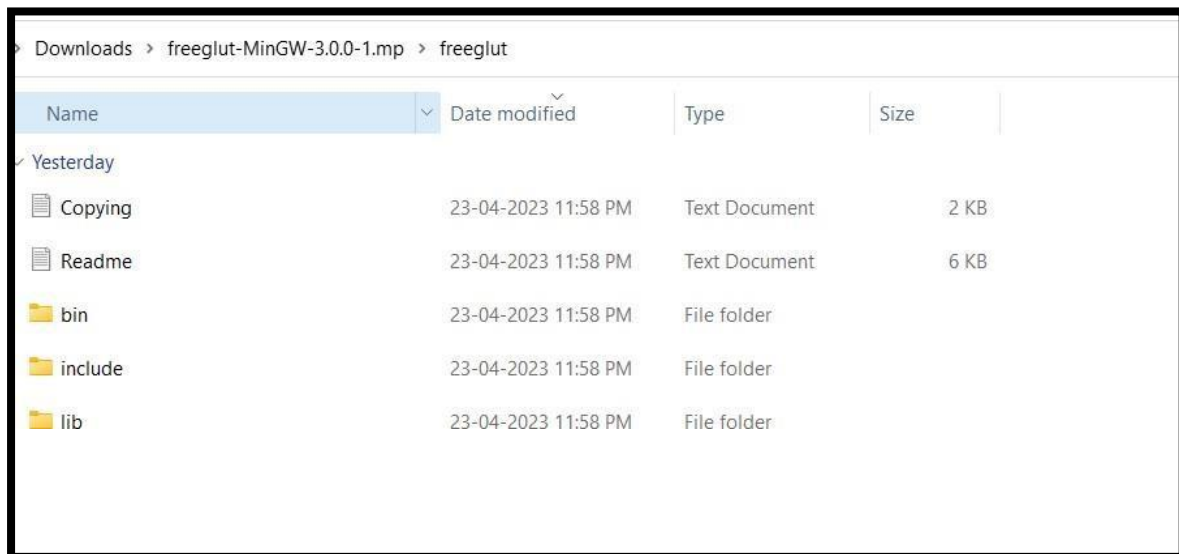 Downloads > freeglut-MinGW-3.0.0-1.mp > freeglut
Name Date modified Type Size
Yesterday
Copying 23-04-2023 11:58 PM Text Document 2 KB
Readme 23-04-2023 11:58 PM Text Document 6 KB
bin 23-04-2023 11:58 PM File folder
include 23-04-2023 11:58 PM File folder
lib 23-04-2023 11:58 PM File folder